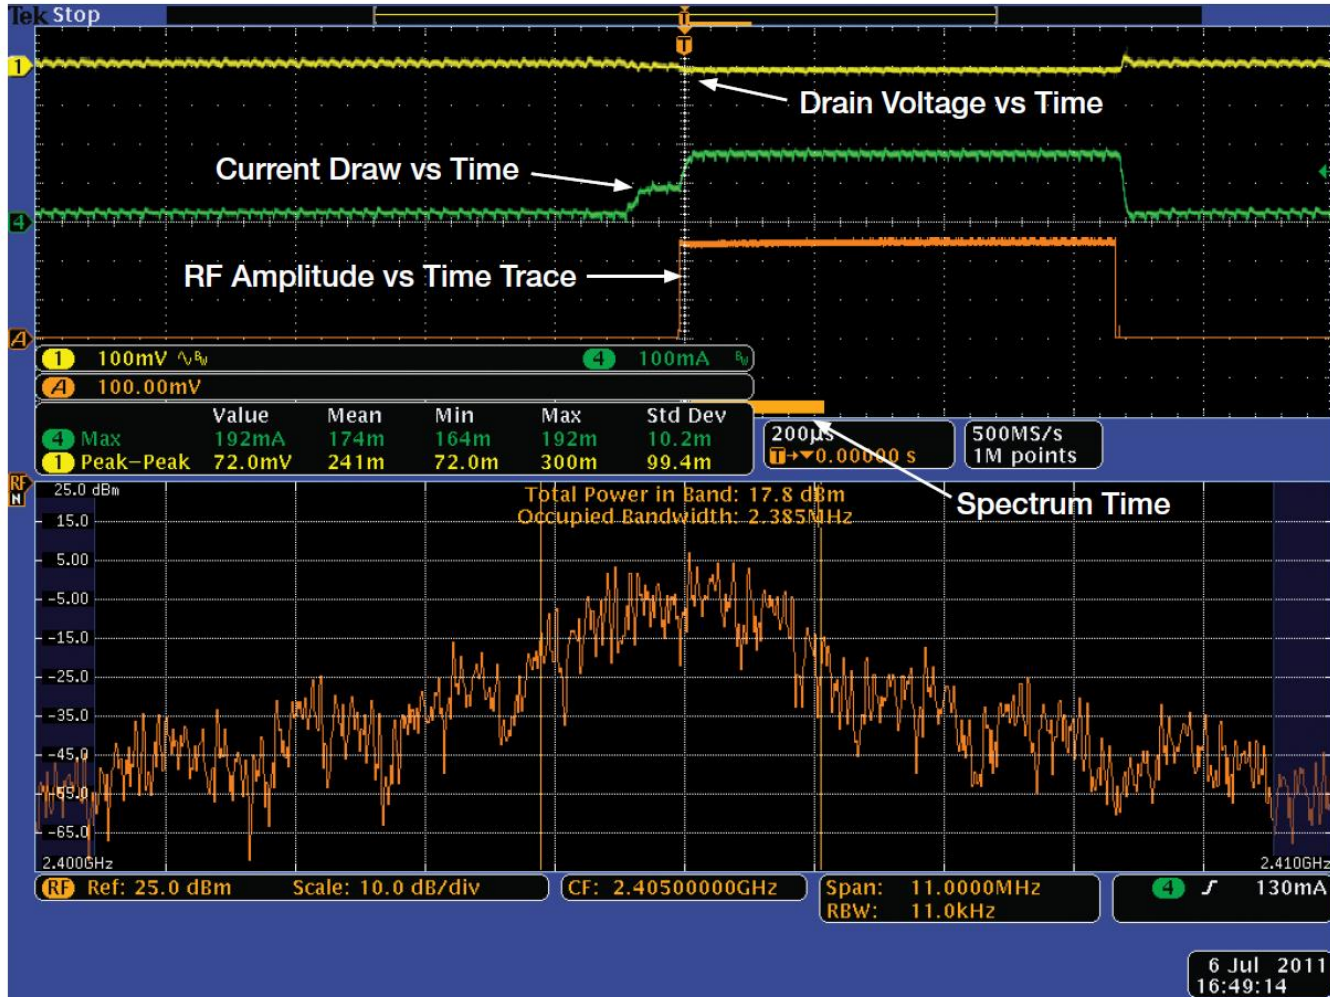 Tek Stop
T
T
1
Drain Voltage vs Time
Current Draw vs Time
4
RF Amplitude vs Time Trace
A
1 100mV 4 100mA
A 100.00mV
Value Mean Min Max Std Dev
4 Max 192mA 174m 164m 192m 10.2m
1 Peak-Peak 72.0mV 241m 72.0m 300m 99.4m
200µs
T→▼0.00000 s
500MS/s
1M points
Spectrum Time
RF
N
25.0 dBm
Total Power in Band: 17.8 dBm
Occupied Bandwidth: 2.385MHz
15.0
5.00
-5.00
-15.0
-25.0
-35.0
-45.0
-55.0
-65.0
2.400GHz
2.410GHz
RF Ref: 25.0 dBm Scale: 10.0 dB/div
CF: 2.40500000GHz
Span: 11.0000MHz
RBW: 11.0kHz
4 130mA
6 Jul 2011
16:49:14